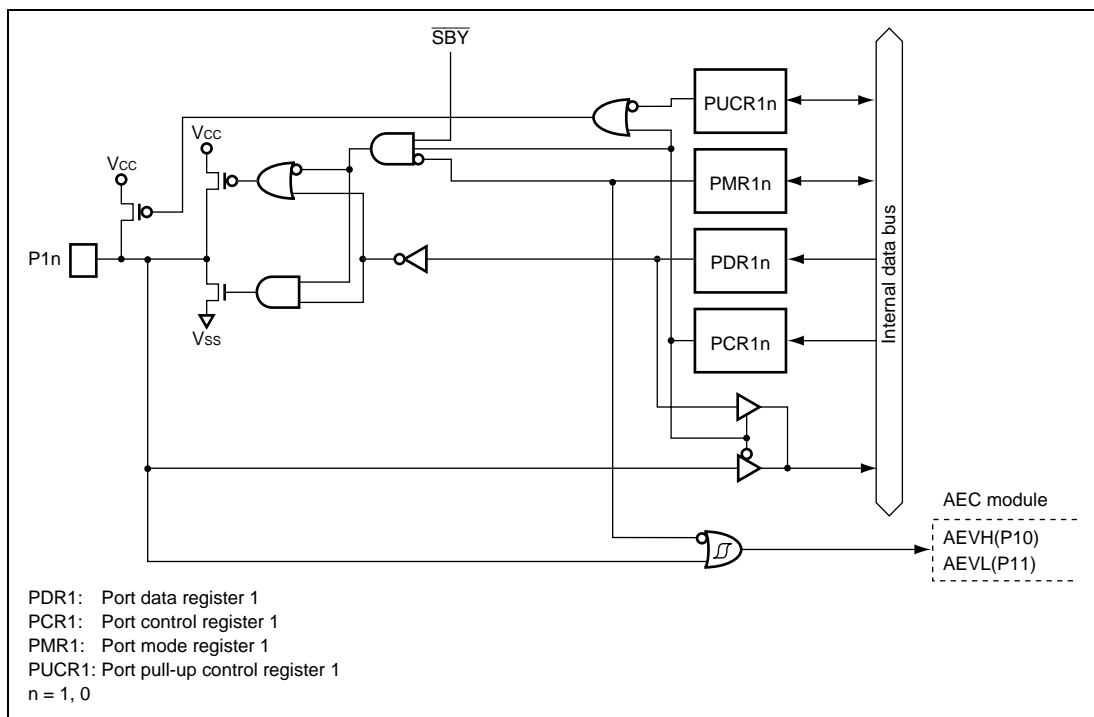 SBY
PUCR1n
VCC
VCC
PMR1n
P1n
PDR1n
Internal data bus
VSS
PCR1n
AEC module
AEVH(P10)
AEVL(P11)
PDR1: Port data register 1
PCR1: Port control register 1
PMR1: Port mode register 1
PUCR1: Port pull-up control register 1
n = 1, 0